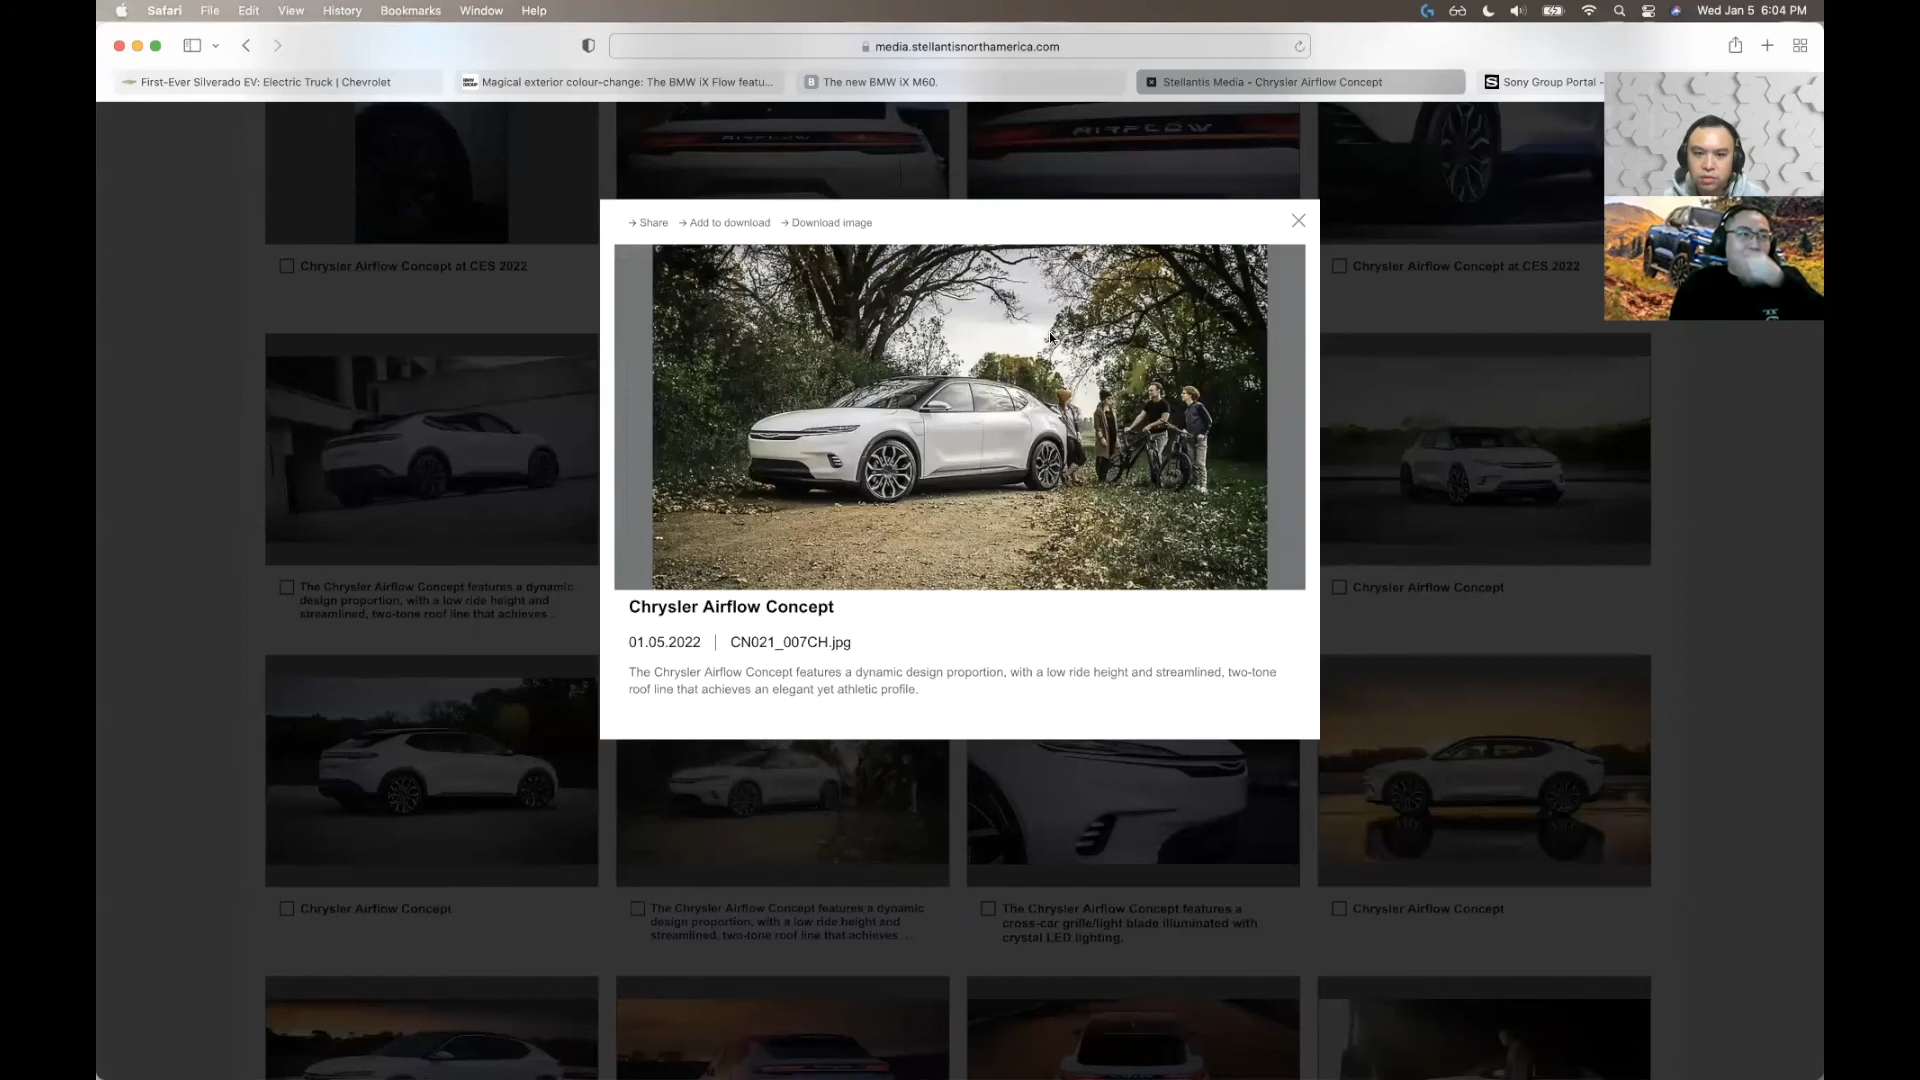 Safari File Edit View History Bookmarks Window Help
Wed Jan 5 6:04 PM
media.stellantisnorthamerica.com
First-Ever Silverado EV: Electric Truck | Chevrolet
Magical exterior colour-change: The BMW iX Flow featu...
B The new BMW iX M60.
Stellantis Media - Chrysler Airflow Concept
S Sony Group Portal -
AIRFLOW
AIRFLOW
Share Add to download Download image
Chrysler Airflow Concept at CES 2022
Chrysler Airflow Concept at CES 2022
Chrysler Airflow Concept
01.05.2022 | CN021_007CH.jpg
The Chrysler Airflow Concept features a dynamic design proportion, with a low ride height and streamlined, two-tone
roof line that achieves an elegant yet athletic profile.
The Chrysler Airflow Concept features a dynamic
design proportion, with a low ride height and
streamlined, two-tone roof line that achieves...
Chrysler Airflow Concept
Chrysler Airflow Concept
The Chrysler Airflow Concept features a dynamic
design proportion, with a low ride height and
streamlined, two-tone roof line that achieves...
The Chrysler Airflow Concept features a
cross-car grille/light blade illuminated with
crystal LED lighting.
Chrysler Airflow Concept